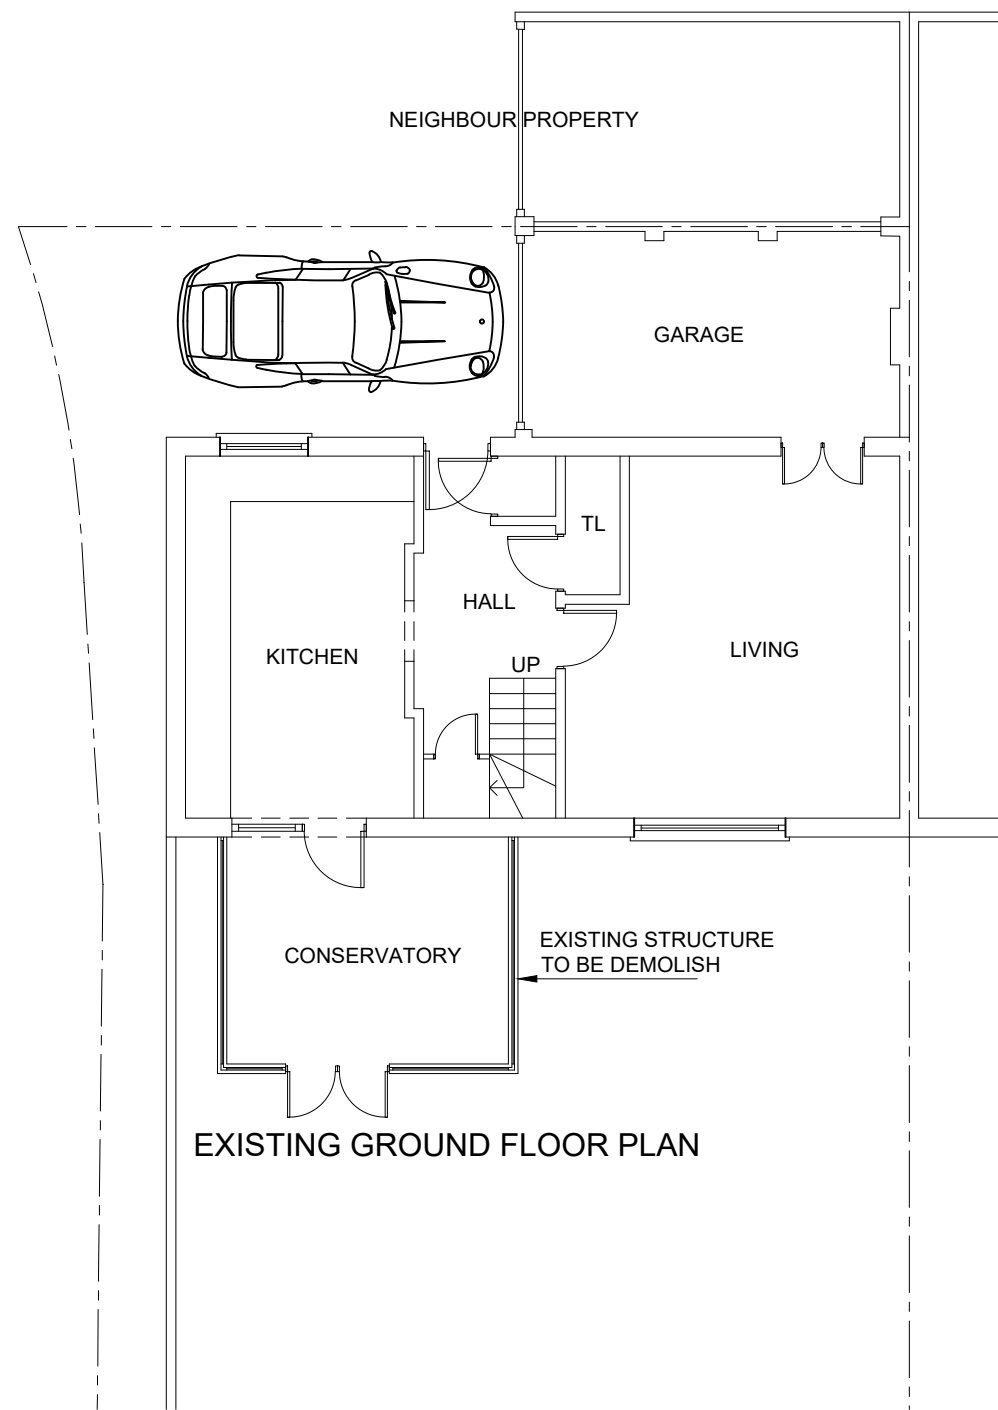 NEIGHBOUR PROPERTY
GARAGE
TL
HALL
LIVING
KITCHEN
UP
EXISTING STRUCTURE
TO BE DEMOLISH
CONSERVATORY
EXISTING GROUND FLOOR PLAN